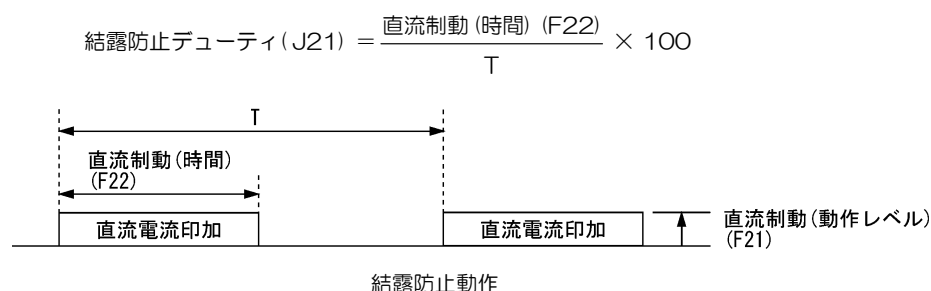 結露防止デューティ(J21) = 直流制動(時間)(F22) / T × 100
T
直流制動(時間)
(F22)
直流電流印加
直流電流印加
直流制動(動作レベル)
(F21)
結露防止動作